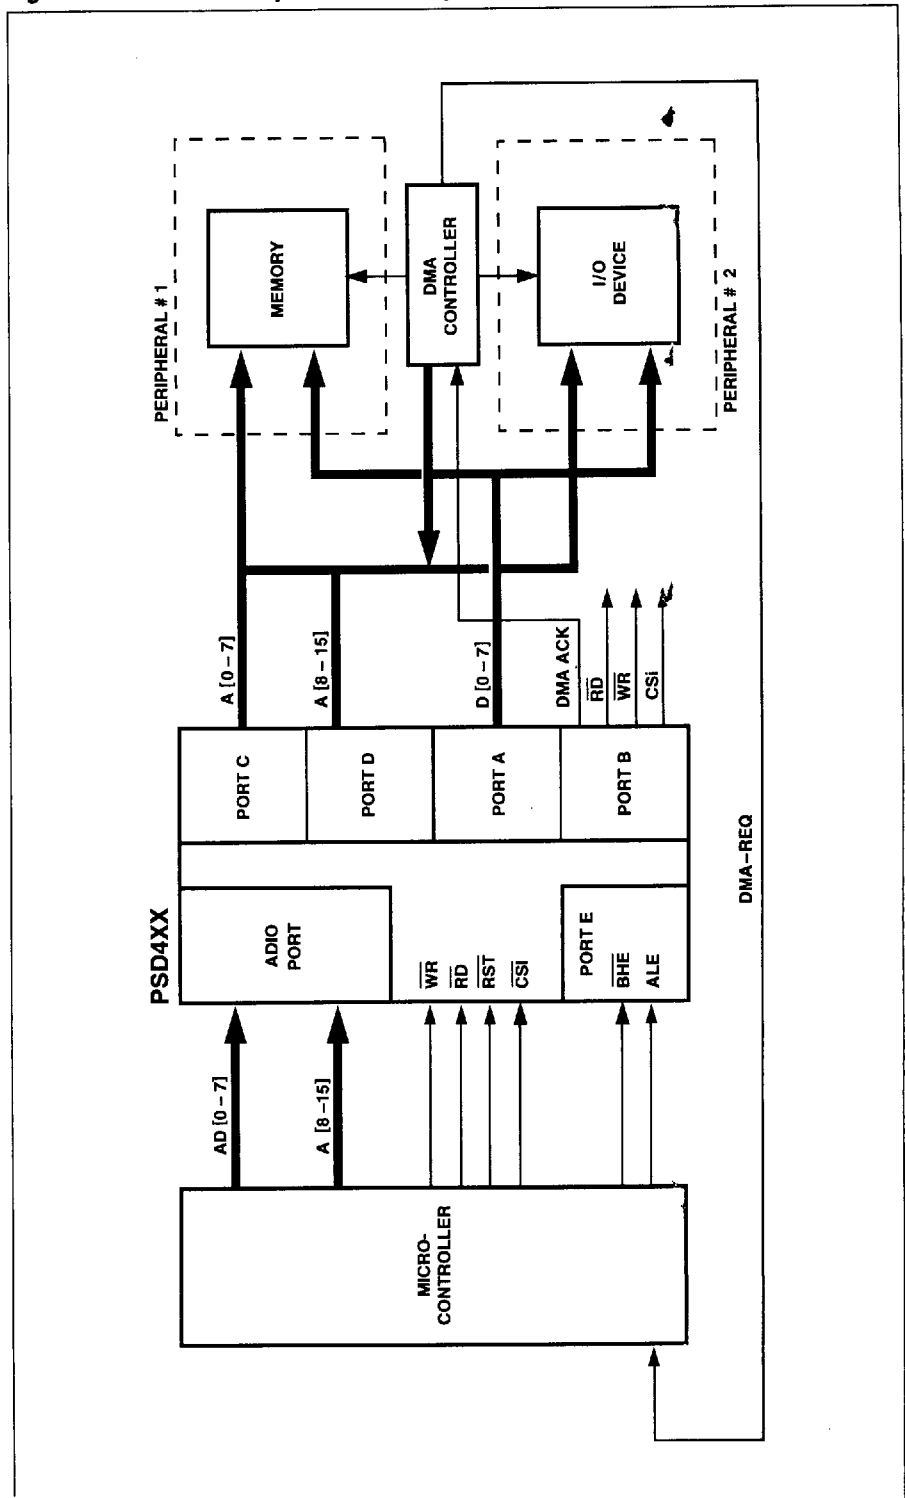 PSD4XX
MICRO-
CONTROLLER
AD [0 – 7]
A [8 –15]
ADIO
PORT
WR
RD
RST
CSI
PORT E
BHE
ALE
PORT C
PORT D
PORT A
PORT B
A [0 – 7]
A [8 – 15]
D [0 – 7]
DMA ACK
RD
WR
CSi
PERIPHERAL # 1
MEMORY
DMA
CONTROLLER
I/O
DEVICE
PERIPHERAL # 2
DMA–REQ